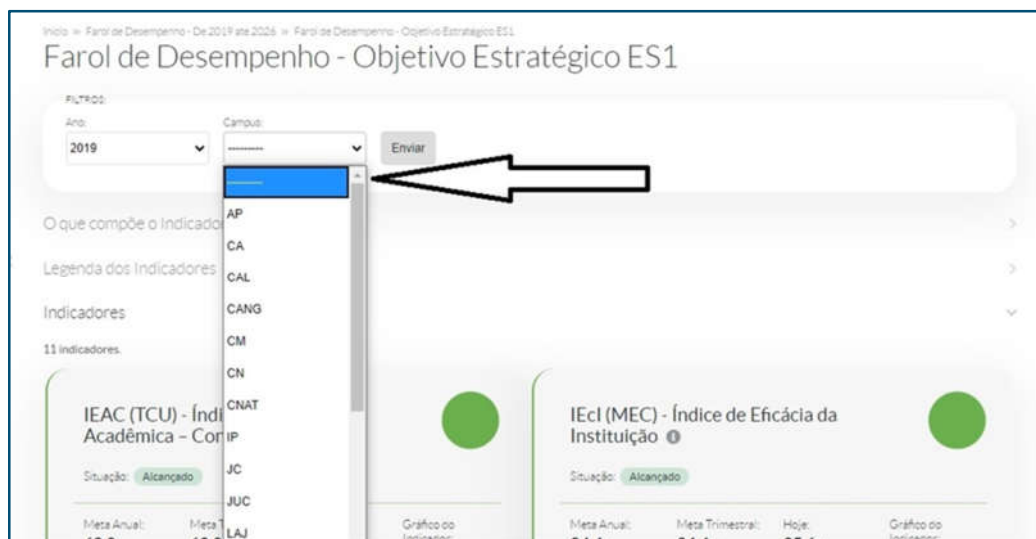 Início » Farol de Desempenho - De 2019 até 2026 » Farol de Desempenho - Objetivo Estratégico ES1
Farol de Desempenho - Objetivo Estratégico ES1
FILTROS:
Ano: Campus:
2019 --------- Enviar
---------
AP
O que compõe o Indicador
CA
Legenda dos Indicadores
CAL
Indicadores
CANG
CM
11 indicadores.
CN
CNAT
IP
JC
JUC
LAJ
IEAC (TCU) -
Acadêmica –
Situação: Alcançado
Meta Anual: Gráfico do
Indicador:
IEcI (MEC) - Índice de Eficácia da
Instituição
Situação: Alcançado
Meta Anual: Meta Trimestral: Hoje: Gráfico do
Indicador: